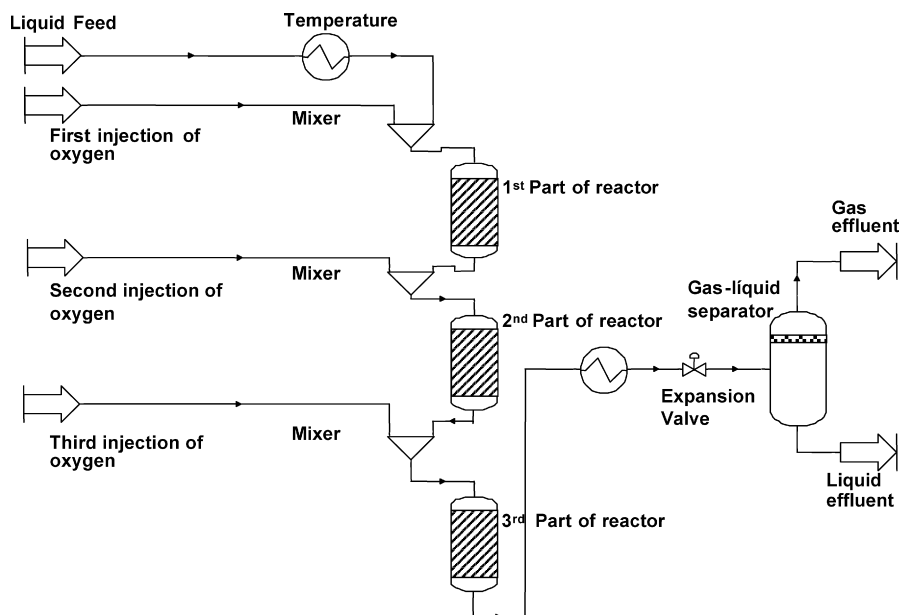 Liquid Feed
Temperature
Mixer
First injection of
oxygen
1st Part of reactor
Gas
effluent
Mixer
Second injection of
oxygen
Gas-líquid
separator
2nd Part of reactor
Expansion
Valve
Mixer
Third injection of
oxygen
Liquid
effluent
3rd Part of reactor